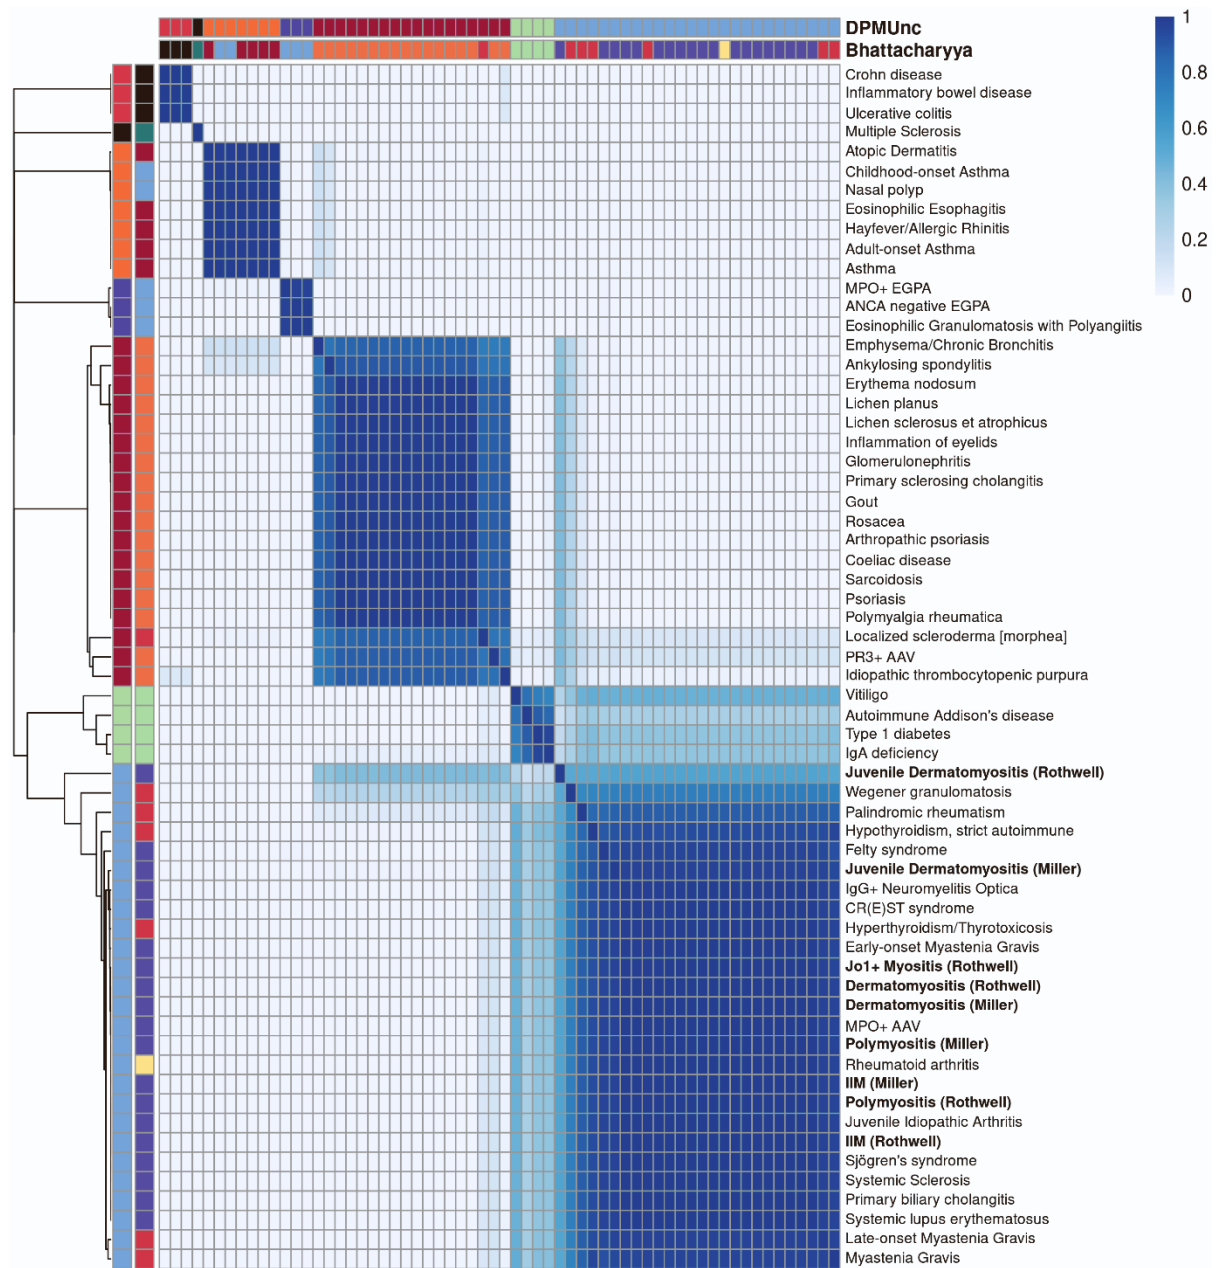 DPMUnc
Bhattacharyya
1
0.8
0.6
0.4
0.2
0
Crohn disease
Inflammatory bowel disease
Ulcerative colitis
Multiple Sclerosis
Atopic Dermatitis
Childhood-onset Asthma
Nasal polyp
Eosinophilic Esophagitis
Hayfever/Allergic Rhinitis
Adult-onset Asthma
Asthma
MPO+ EGPA
ANCA negative EGPA
Eosinophilic Granulomatosis with Polyangiitis
Emphysema/Chronic Bronchitis
Ankylosing spondylitis
Erythema nodosum
Lichen planus
Lichen sclerosus et atrophicus
Inflammation of eyelids
Glomerulonephritis
Primary sclerosing cholangitis
Gout
Rosacea
Arthropathic psoriasis
Coeliac disease
Sarcoidosis
Psoriasis
Polymyalgia rheumatica
Localized scleroderma [morphea]
PR3+ AAV
Idiopathic thrombocytopenic purpura
Vitiligo
Autoimmune Addison's disease
Type 1 diabetes
IgA deficiency
Juvenile Dermatomyositis (Rothwell)
Wegener granulomatosis
Palindromic rheumatism
Hypothyroidism, strict autoimmune
Felty syndrome
Juvenile Dermatomyositis (Miller)
IgG+ Neuromyelitis Optica
CR(E)ST syndrome
Hyperthyroidism/Thyrotoxicosis
Early-onset Myastenia Gravis
Jo1+ Myositis (Rothwell)
Dermatomyositis (Rothwell)
Dermatomyositis (Miller)
MPO+ AAV
Polymyositis (Miller)
Rheumatoid arthritis
IIM (Miller)
Polymyositis (Rothwell)
Juvenile Idiopathic Arthritis
IIM (Rothwell)
Sjögren's syndrome
Systemic Sclerosis
Primary biliary cholangitis
Systemic lupus erythematosus
Late-onset Myastenia Gravis
Myastenia Gravis